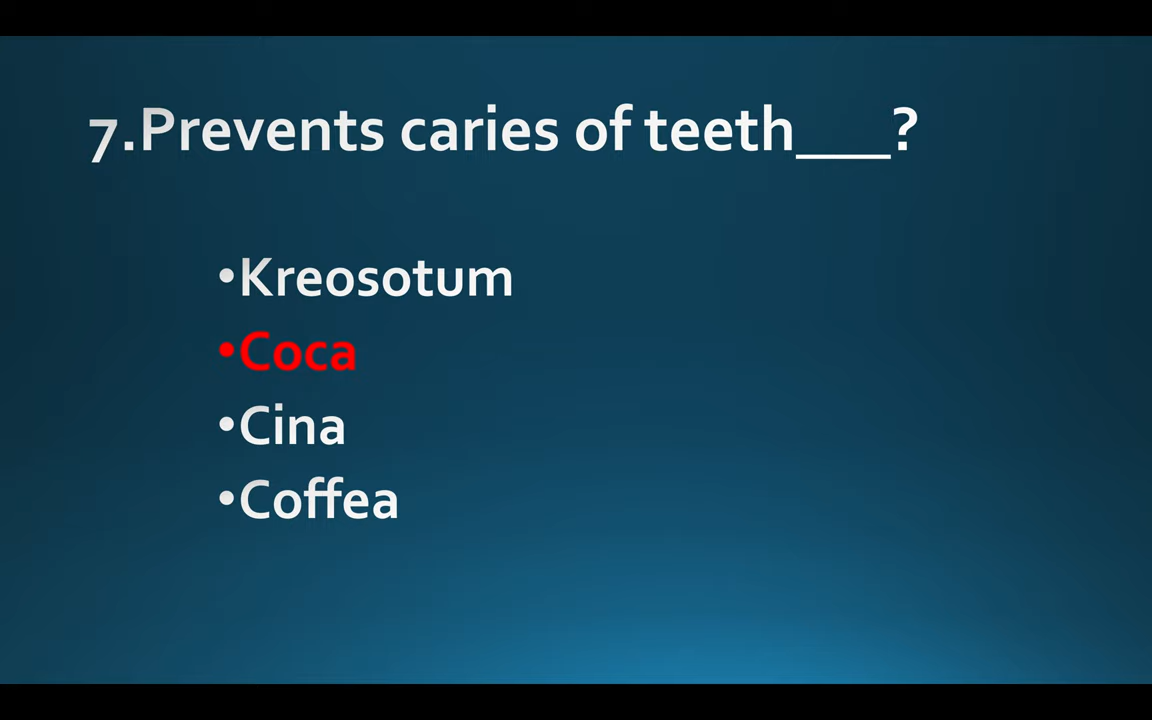 7.Prevents caries of teeth___?
•Kreosotum
•Coca
•Cina
•Coffea